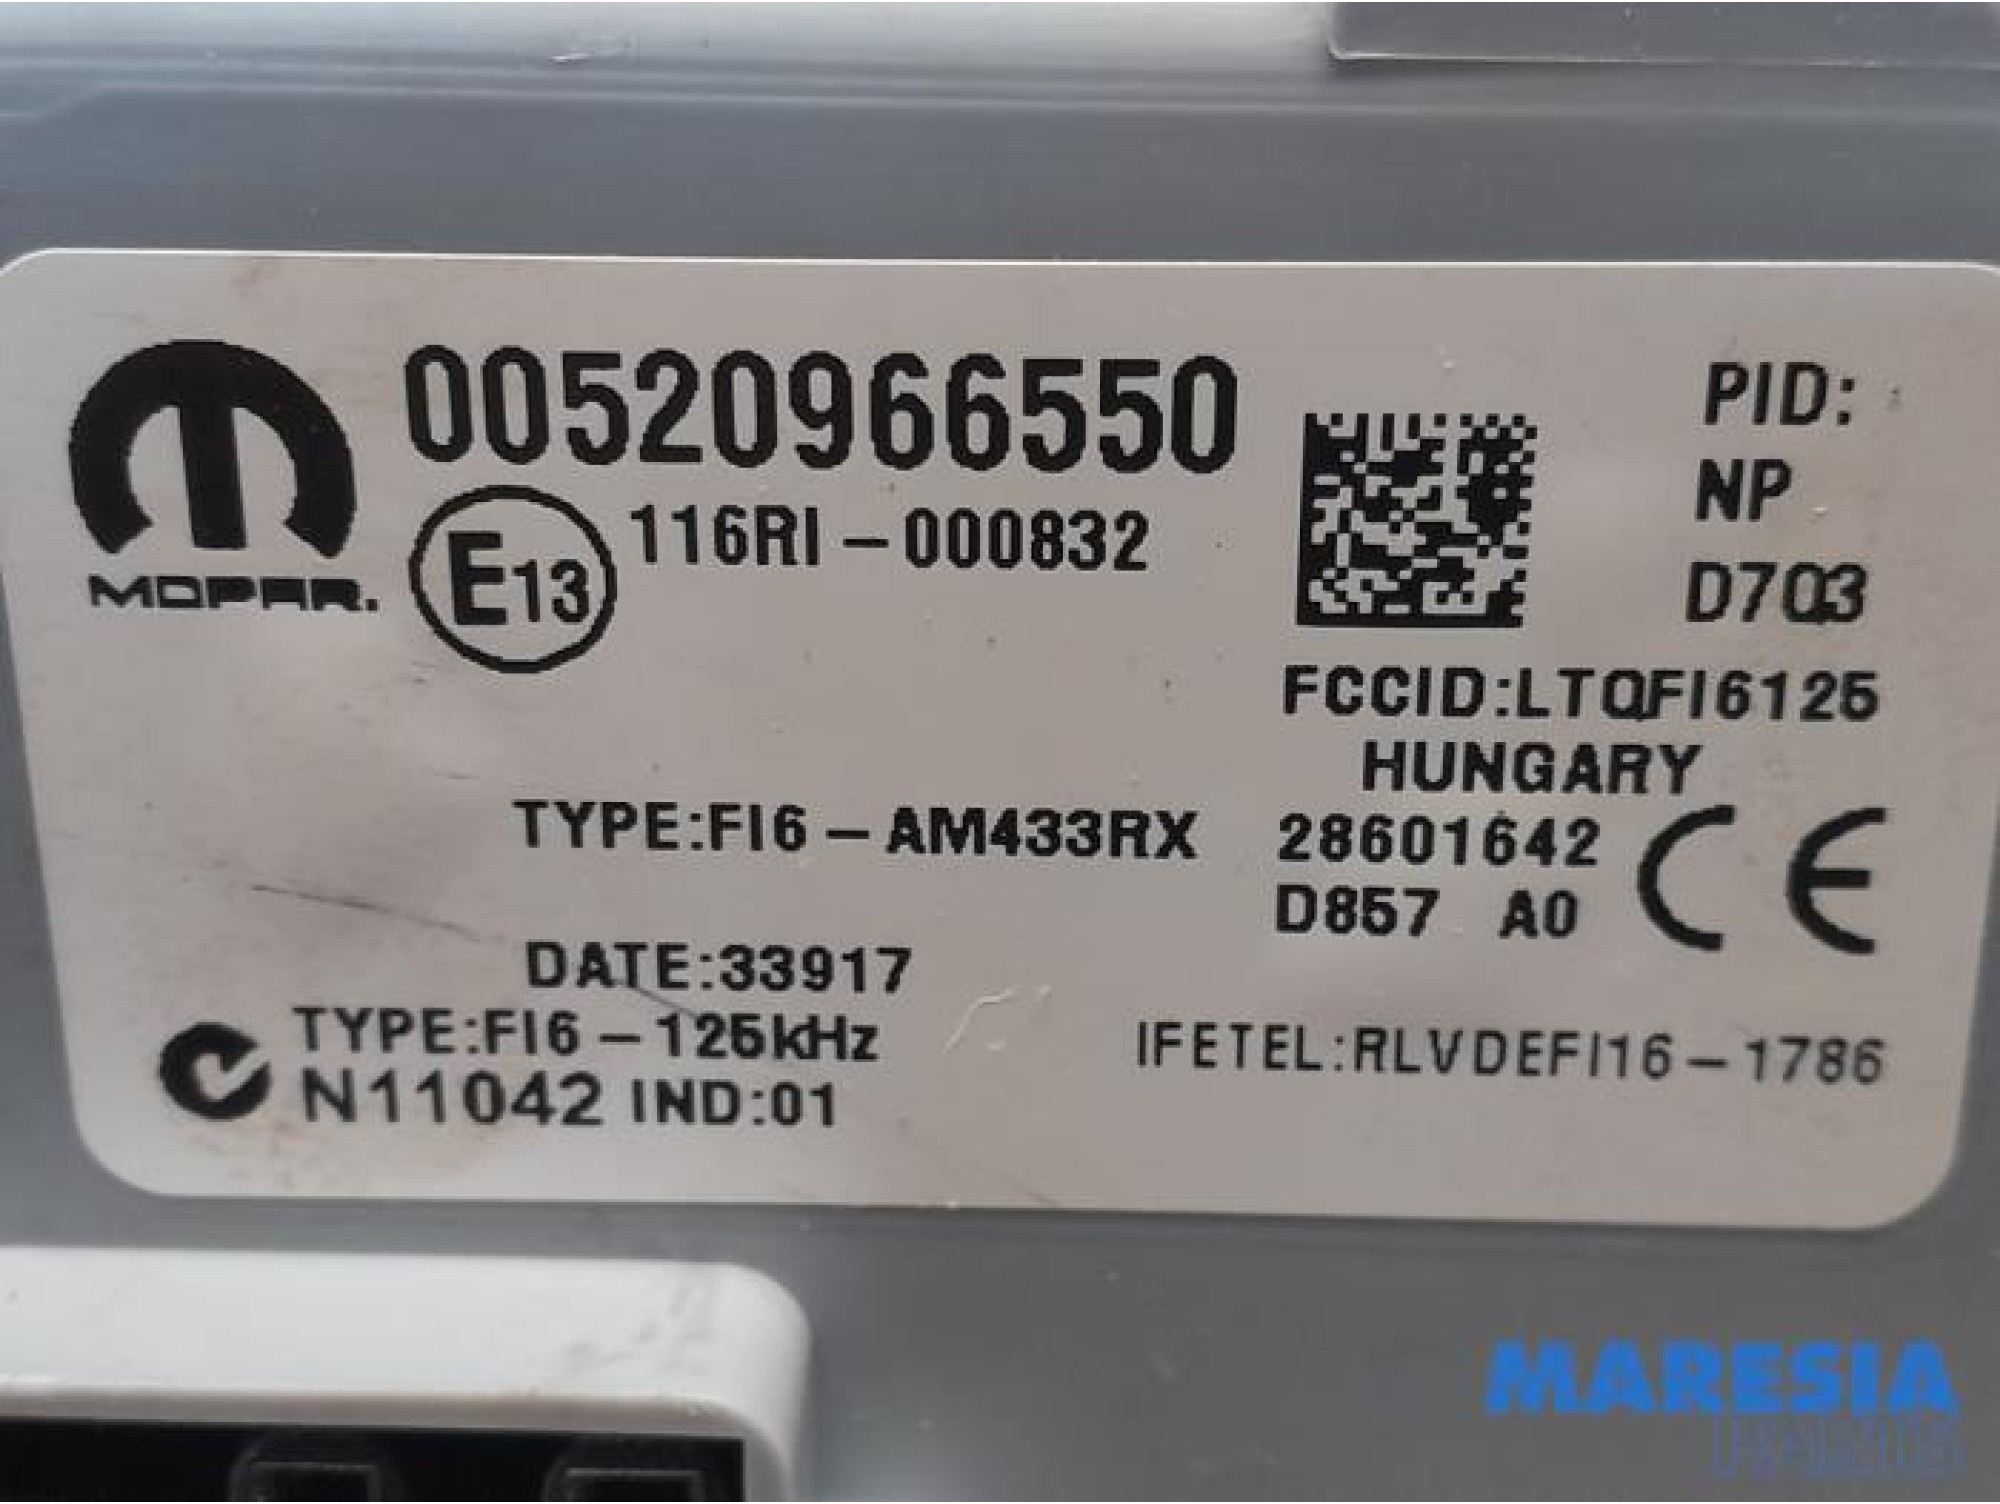 00520966550
MOPAR.
E13
116RI-000832
PID:
NP
D703
FCCID:LTQFI6125
HUNGARY
TYPE:FI6-AM433RX
28601642
D857 A0
CE
DATE:33917
TYPE:FI6-125kHz
N11042 IND:01
IFETEL:RLVDEFI16-1786
MARESIA
PARTS